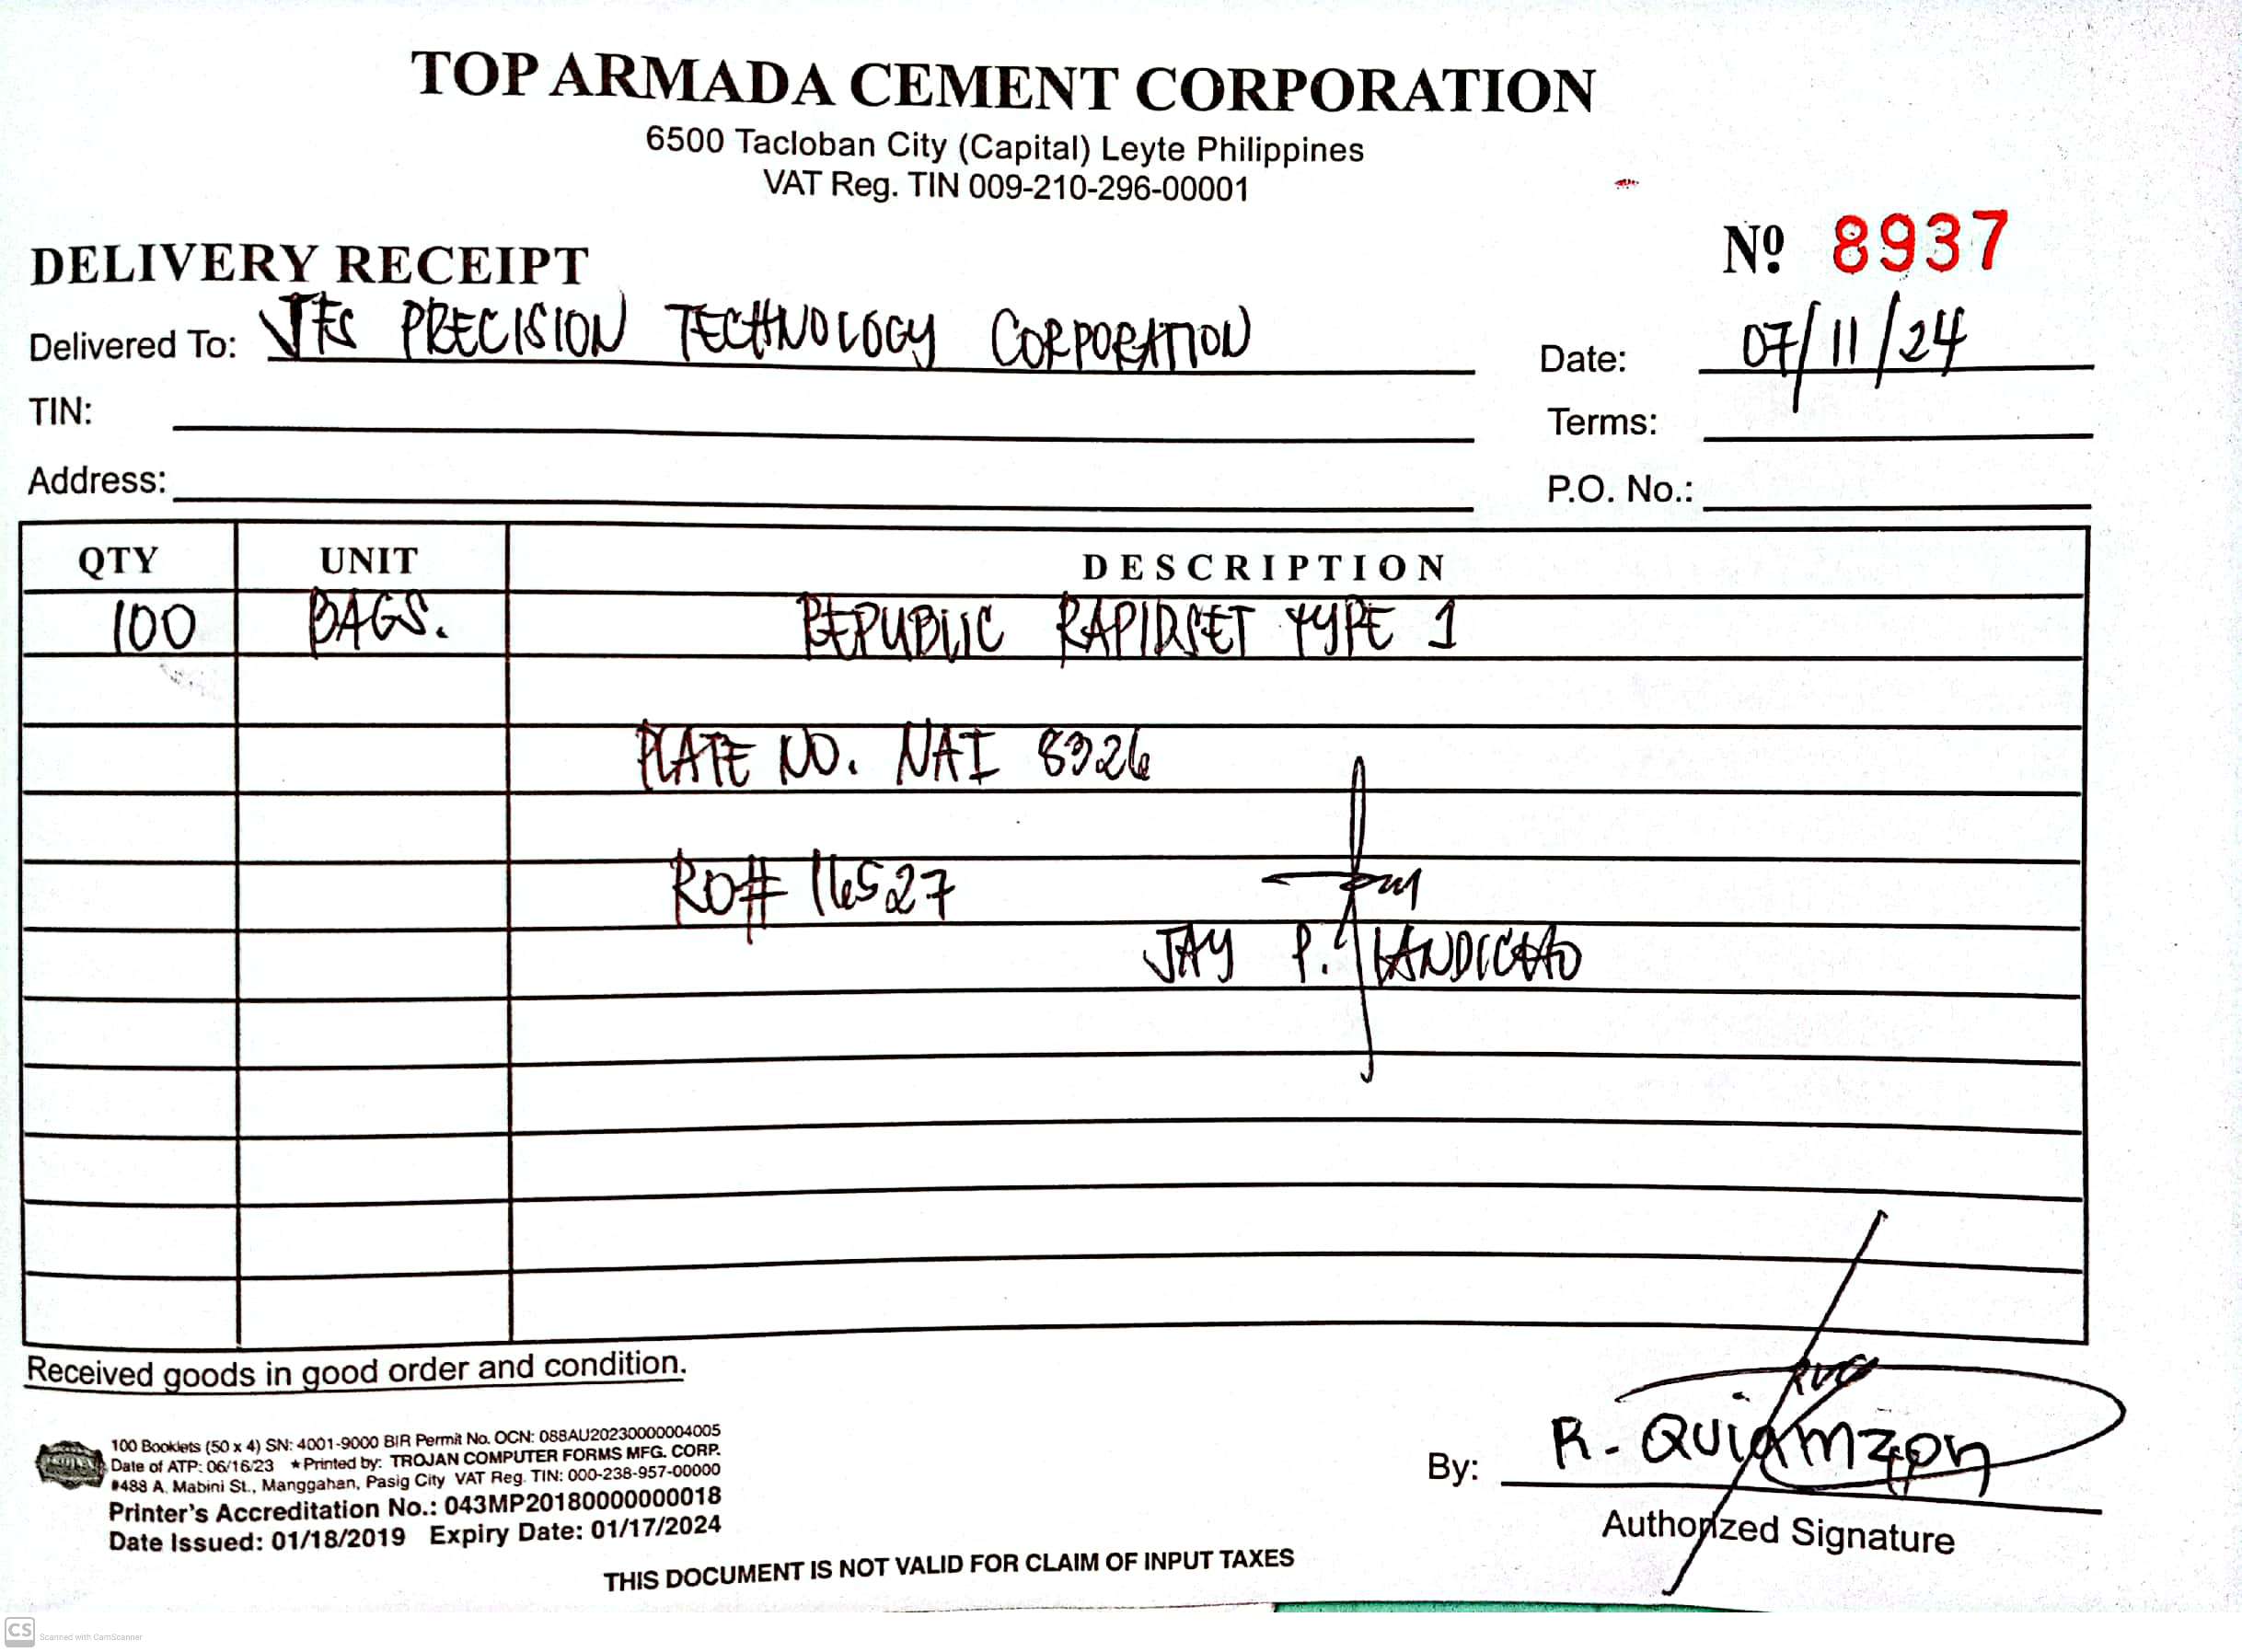 TOP ARMADA CEMENT CORPORATION
6500 Tacloban City (Capital) Leyte Philippines
VAT Reg. TIN 009-210-296-00001
Nº 8937
DELIVERY RECEIPT
Delivered To: JFS PRECISION TECHNOLOGY CORPORATION
Date: 07/11/24
TIN:
Terms:
Address:
P.O. No.:
QTY UNIT DESCRIPTION
100 BAGS. REPUBLIC RAPIDSET TYPE 1
PLATE NO. NAI 8326
RO# 16527
JAY P. LANDICHO
Received goods in good order and condition.
100 Booklets (50 x 4) SN: 4001-9000 BIR Permit No. OCN: 088AU20230000004005
Date of ATP: 06/16/23 ★Printed by: TROJAN COMPUTER FORMS MFG. CORP.
#488 A. Mabini St., Manggahan, Pasig City VAT Reg. TIN: 000-238-957-00000
Printer's Accreditation No.: 043MP20180000000018
Date Issued: 01/18/2019 Expiry Date: 01/17/2024
By: R. Quiamzon
Authorized Signature
THIS DOCUMENT IS NOT VALID FOR CLAIM OF INPUT TAXES
CS Scanned with CamScanner